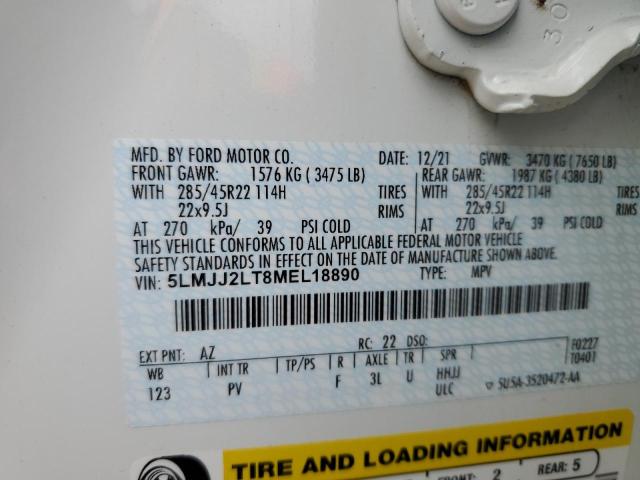 30
MFD. BY FORD MOTOR CO. DATE: 12/21 GVWR: 3470 KG ( 7650 LB)
FRONT GAWR: 1576 KG ( 3475 LB) REAR GAWR: 1987 KG ( 4380 LB)
WITH 285/45R22 114H TIRES WITH 285/45R22 114H TIRES
22x9.5J RIMS 22x9.5J RIMS
AT 270 kPa/ 39 PSI COLD AT 270 kPa/ 39 PSI COLD
THIS VEHICLE CONFORMS TO ALL APPLICABLE FEDERAL MOTOR VEHICLE
SAFETY STANDARDS IN EFFECT ON THE DATE OF MANUFACTURE SHOWN ABOVE.
VIN: 5LMJJ2LT8MEL18890 TYPE: MPV
EXT PNT: AZ RC: 22 DSO: F0227
T0401
WB INT TR TP/PS R AXLE TR SPR
123 PV F 3L U HHJJ
ULC 5U5A-3520472-AA
TIRE AND LOADING INFORMATION
FRONT: 2 REAR: 5